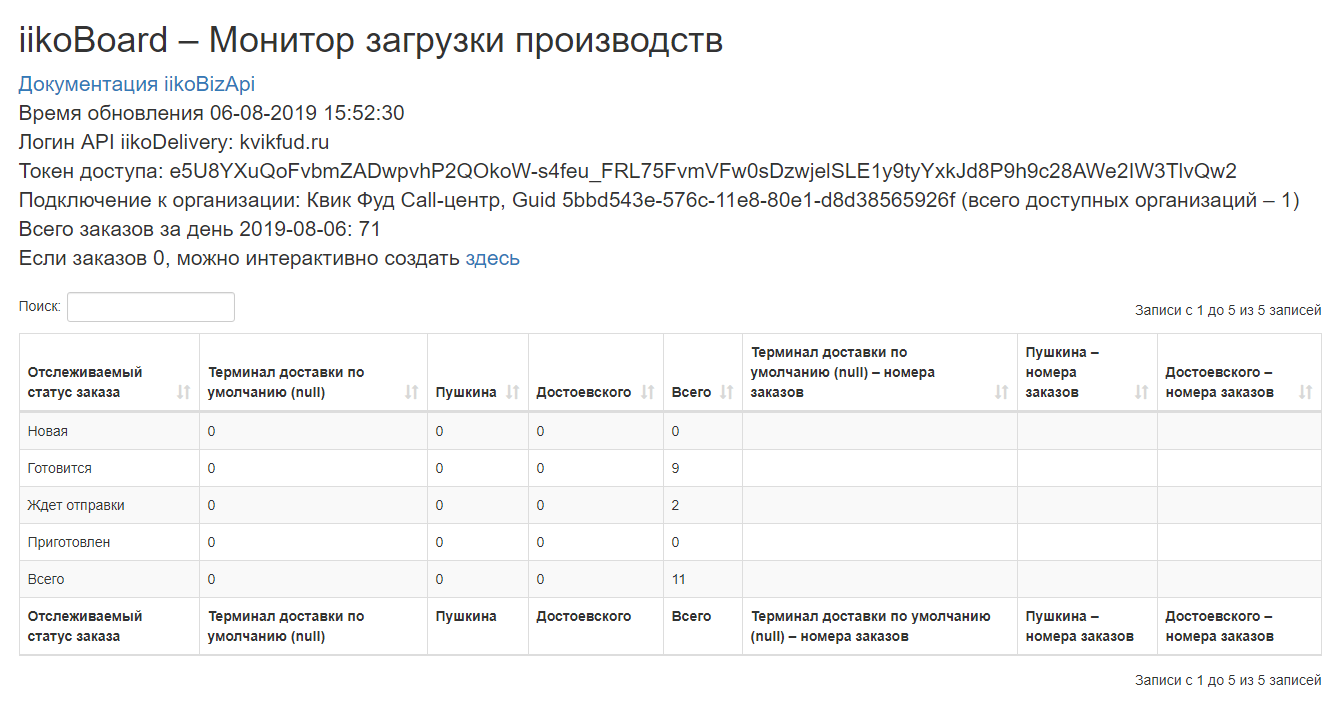 iikoBoard – Монитор загрузки производств
Документация iikoBizApi
Время обновления 06-08-2019 15:52:30
Логин API iikoDelivery: kvikfud.ru
Токен доступа: e5U8YXuQoFvbmZADwpvhP2QOkoW-s4feu_FRL75FvmVFw0sDzwjelSLE1y9tyYxkJd8P9h9c28AWe2IW3TlvQw2
Подключение к организации: Квик Фуд Call-центр, Guid 5bbd543e-576c-11e8-80e1-d8d38565926f (всего доступных организаций – 1)
Всего заказов за день 2019-08-06: 71
Если заказов 0, можно интерактивно создать здесь
Поиск:
Записи с 1 до 5 из 5 записей
Отслеживаемый статус заказа
Терминал доставки по умолчанию (null)
Пушкина
Достоевского
Всего
Терминал доставки по умолчанию (null) – номера заказов
Пушкина – номера заказов
Достоевского – номера заказов
Новая 0 0 0 0
Готовится 0 0 0 9
Ждет отправки 0 0 0 2
Приготовлен 0 0 0 0
Всего 0 0 0 11
Отслеживаемый статус заказа
Терминал доставки по умолчанию (null)
Пушкина
Достоевского
Всего
Терминал доставки по умолчанию (null) – номера заказов
Пушкина – номера заказов
Достоевского – номера заказов
Записи с 1 до 5 из 5 записей